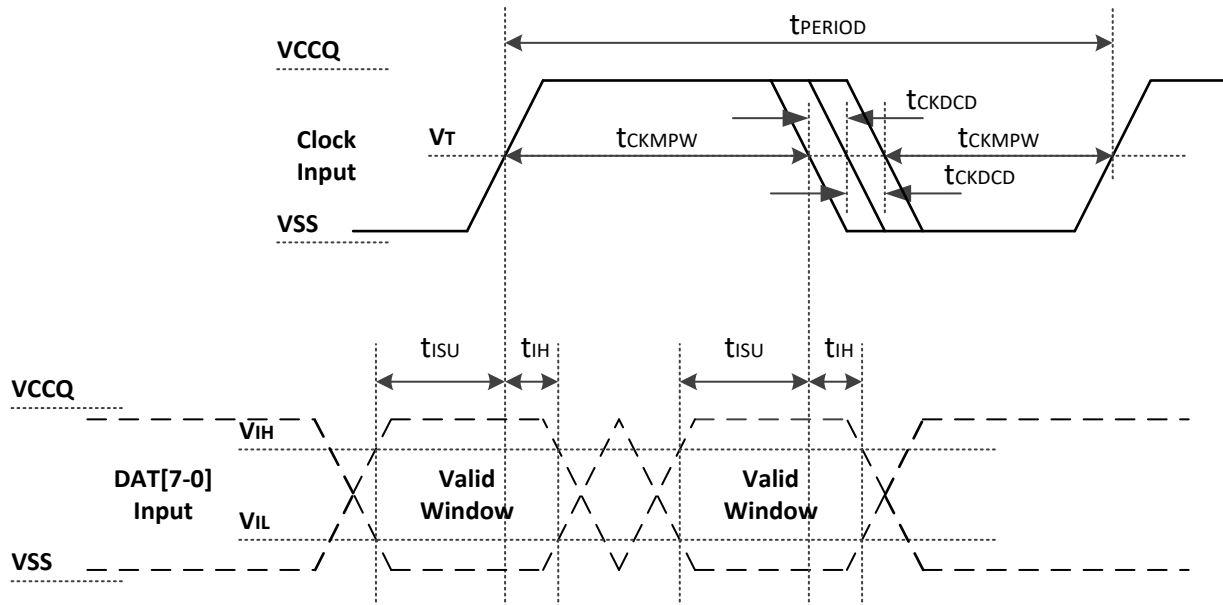 tPERIOD
VCCQ
tCKDCD
Clock
Input
VT
tCKMPW
tCKMPW
tCKDCD
VSS
tISU
tIH
tISU
tIH
VCCQ
VIH
DAT[7-0]
Input
Valid
Window
Valid
Window
VIL
VSS